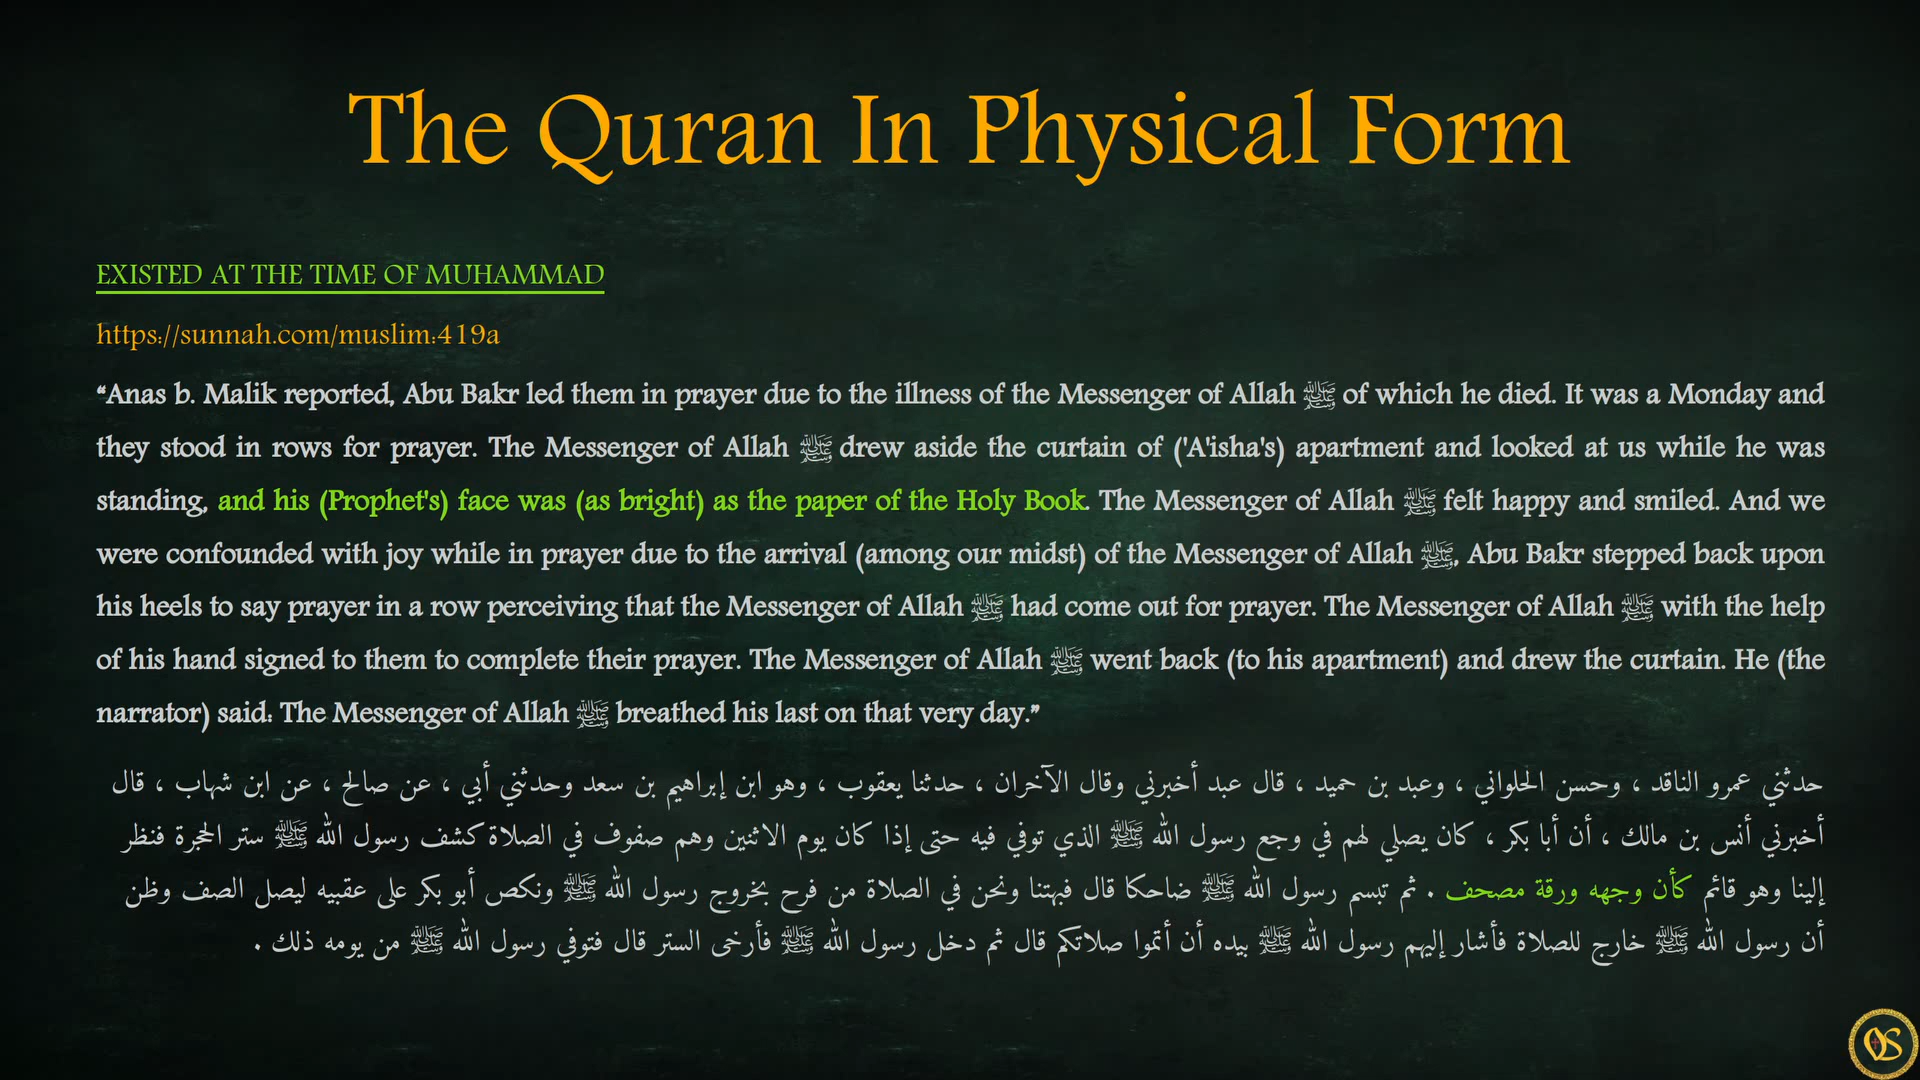 The Quran In Physical Form
EXISTED AT THE TIME OF MUHAMMAD
https://sunnah.com/muslim:419a
“Anas b. Malik reported, Abu Bakr led them in prayer due to the illness of the Messenger of Allah ﷺ of which he died. It was a Monday and
they stood in rows for prayer. The Messenger of Allah ﷺ drew aside the curtain of ('A'isha's) apartment and looked at us while he was
standing, and his (Prophet's) face was (as bright) as the paper of the Holy Book. The Messenger of Allah ﷺ felt happy and smiled. And we
were confounded with joy while in prayer due to the arrival (among our midst) of the Messenger of Allah ﷺ, Abu Bakr stepped back upon
his heels to say prayer in a row perceiving that the Messenger of Allah ﷺ had come out for prayer. The Messenger of Allah ﷺ with the help
of his hand signed to them to complete their prayer. The Messenger of Allah ﷺ went back (to his apartment) and drew the curtain. He (the
narrator) said: The Messenger of Allah ﷺ breathed his last on that very day.”
حدثني عمرو الناقد ، وحسن الحلواني ، وعبد بن حميد ، قال عبد أخبرني وقال الآخران ، حدثنا يعقوب ، وهو ابن إبراهيم بن سعد وحدثني أبي ، عن صالح ، عن ابن شهاب ، قال
أخبرني أنس بن مالك ، أن أبا بكر ، كان يصلي لهم في وجع رسول الله ﷺ الذي توفي فيه حتى إذا كان يوم الاثنين وهم صفوف في الصلاة كشف رسول الله ﷺ ستر الحجرة فنظر
إلينا وهو قائم كأن وجهه ورقة مصحف . ثم تبسم رسول الله ﷺ ضاحكا قال فبهتنا ونحن في الصلاة من فرح بخروج رسول الله ﷺ ونكص أبو بكر على عقبيه ليصل الصف وظن
أن رسول الله ﷺ خارج للصلاة فأشار إليهم رسول الله ﷺ بيده أن أتموا صلاتكم قال ثم دخل رسول الله ﷺ فأرخى الستر قال فتوفي رسول الله ﷺ من يومه ذلك .